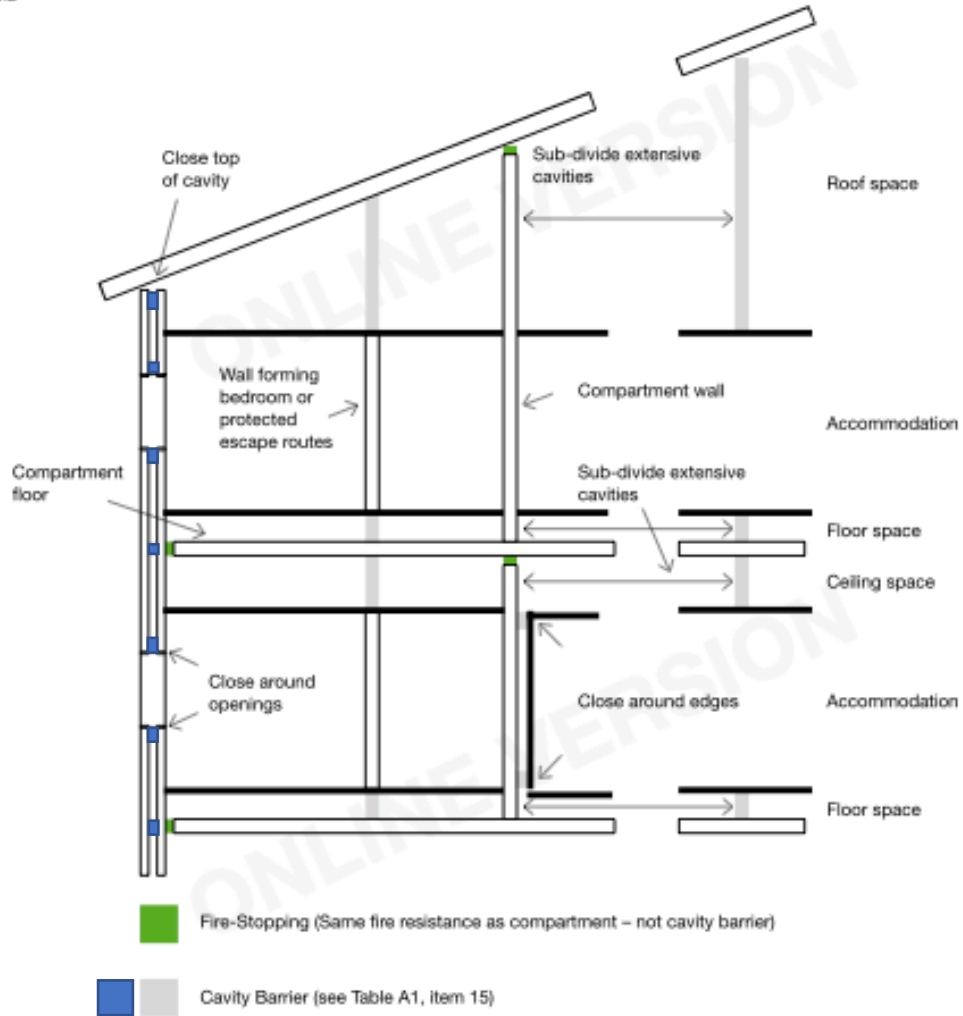 Close top
of cavity
Sub-divide extensive
cavities
Roof space
Wall forming
bedroom or
protected
escape routes
Compartment wall
Accommodation
Compartment
floor
Sub-divide extensive
cavities
Floor space
Ceiling space
Close around
openings
Close around edges
Accommodation
Floor space
Fire-Stopping (Same fire resistance as compartment – not cavity barrier)
Cavity Barrier (see Table A1, item 15)
ONLINE VERSION
ONLINE VERSION